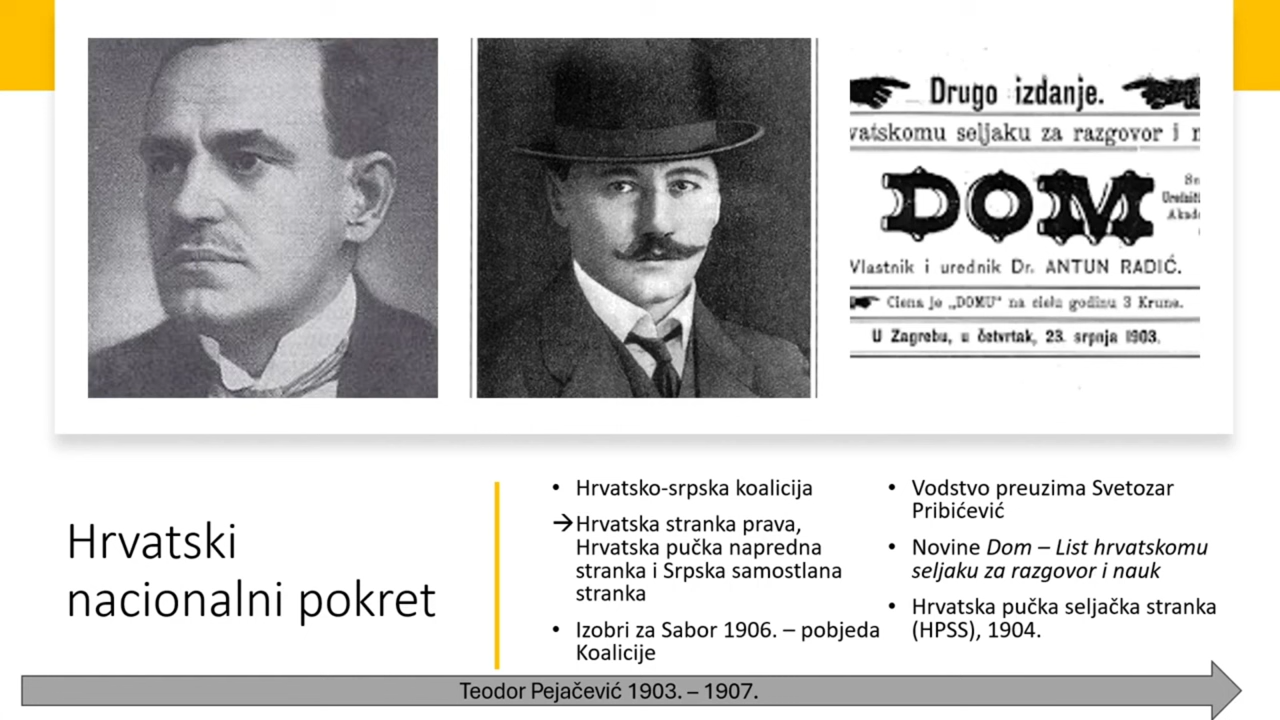 Drugo izdanje.
vatskomu seljaku za razgovor i n
DOM
Se
Uredniš
Akad
Vlastnik i urednik Dr. ANTUN RADIĆ.
Ciena je „DOMU“ na cielu godinu 3 Krune.
U Zagrebu, u četvrtak, 23. srpnja 1903.
Hrvatski
nacionalni pokret
• Hrvatsko-srpska koalicija
→Hrvatska stranka prava,
Hrvatska pučka napredna
stranka i Srpska samostlana
stranka
• Izobri za Sabor 1906. – pobjeda
Koalicije
• Vodstvo preuzima Svetozar
Pribićević
• Novine Dom – List hrvatskomu
seljaku za razgovor i nauk
• Hrvatska pučka seljačka stranka
(HPSS), 1904.
Teodor Pejačević 1903. – 1907.